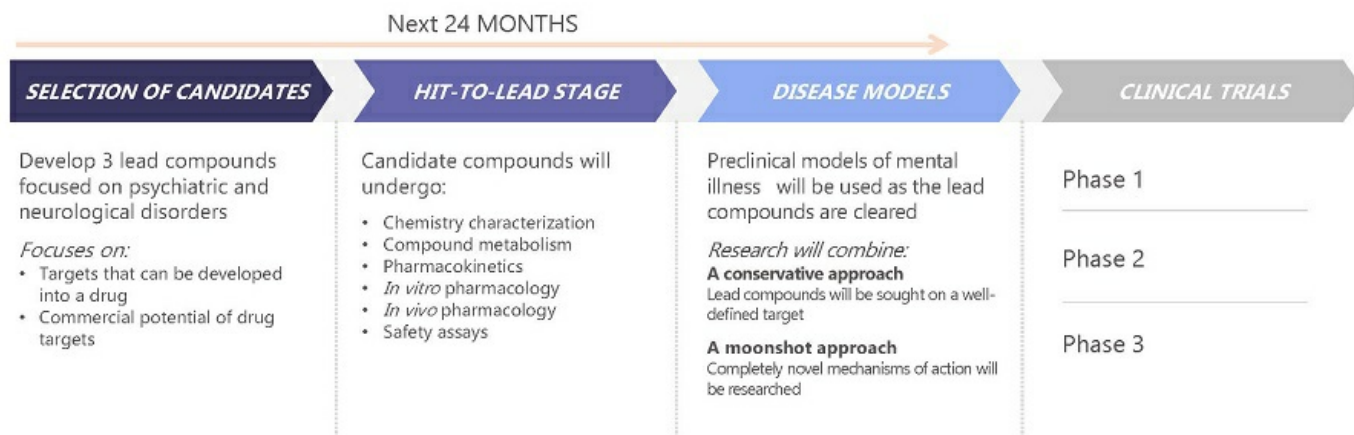 Next 24 MONTHS
SELECTION OF CANDIDATES
HIT-TO-LEAD STAGE
DISEASE MODELS
CLINICAL TRIALS
Develop 3 lead compounds
focused on psychiatric and
neurological disorders
Focuses on:
• Targets that can be developed
into a drug
• Commercial potential of drug
targets
Candidate compounds will
undergo:
• Chemistry characterization
• Compound metabolism
• Pharmacokinetics
• In vitro pharmacology
• In vivo pharmacology
• Safety assays
Preclinical models of mental
illness will be used as the lead
compounds are cleared
Research will combine:
A conservative approach
Lead compounds will be sought on a well-
defined target
A moonshot approach
Completely novel mechanisms of action will
be researched
Phase 1
Phase 2
Phase 3